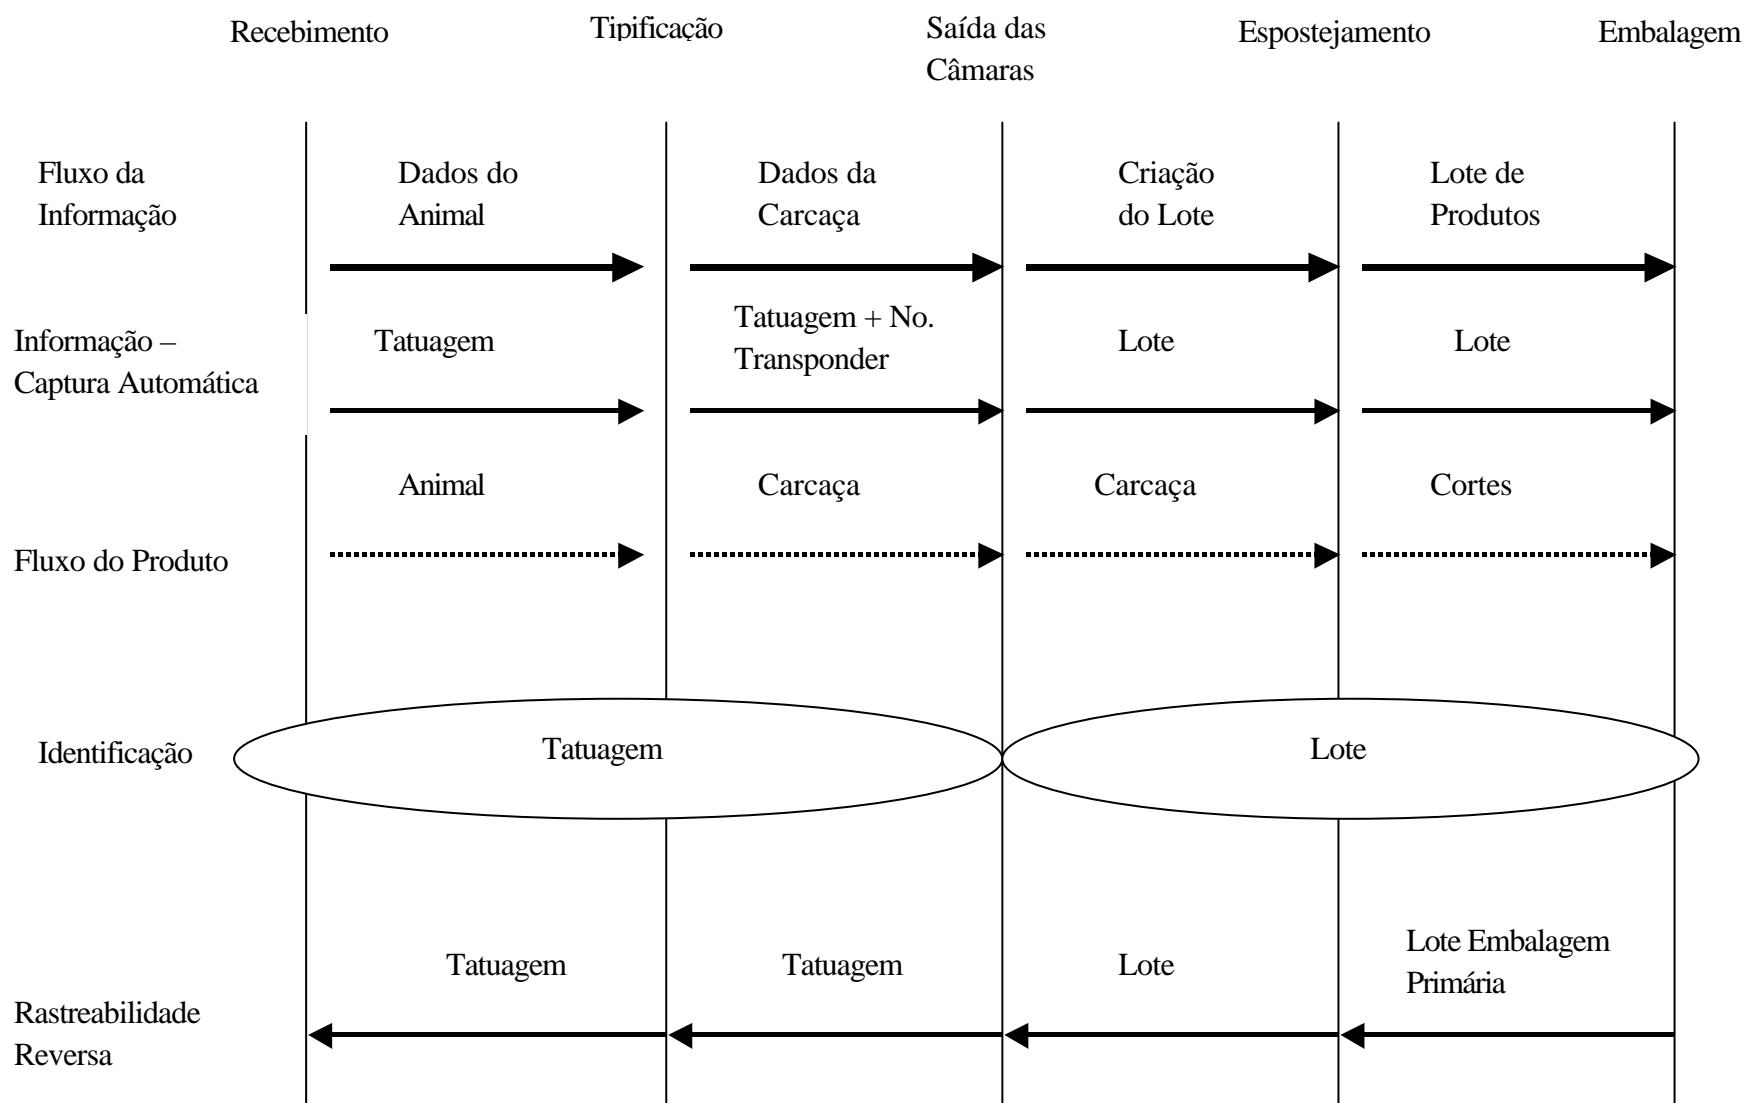 Recebimento
Tipificação
Saída das
Câmaras
Espostejamento
Embalagem
Fluxo da
Informação
Dados do
Animal
Dados da
Carcaça
Criação
do Lote
Lote de
Produtos
Informação –
Captura Automática
Tatuagem
Tatuagem + No.
Transponder
Lote
Lote
Fluxo do Produto
Animal
Carcaça
Carcaça
Cortes
Identificação
Tatuagem
Lote
Rastreabilidade
Reversa
Tatuagem
Tatuagem
Lote
Lote Embalagem
Primária